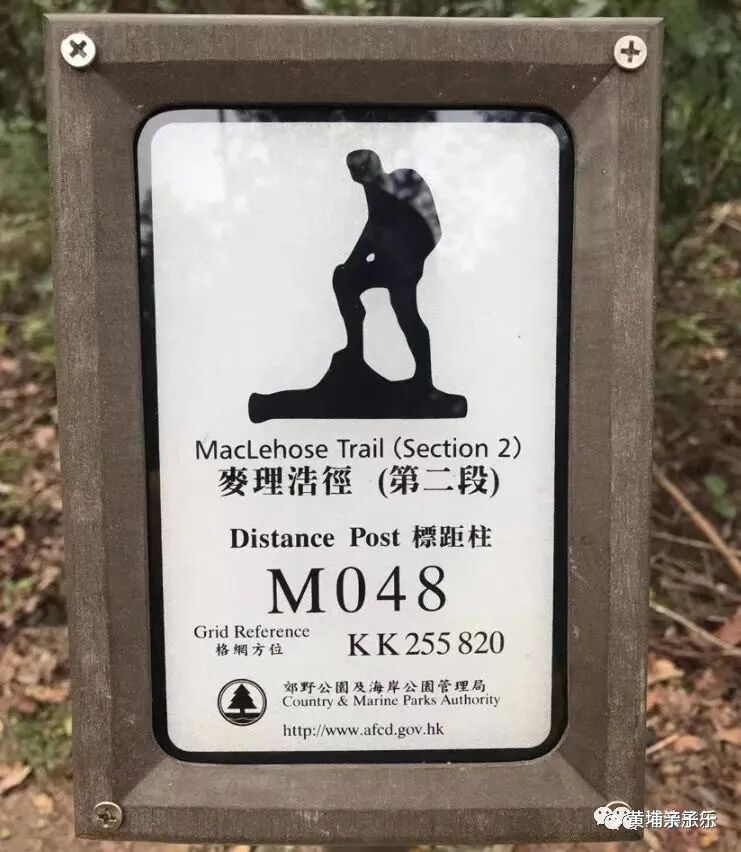 MacLehose Trail (Section 2)
麥理浩徑 (第二段)
Distance Post 標距柱
M048
Grid Reference
格網方位
KK 255 820
郊野公園及海岸公園管理局
Country & Marine Parks Authority
http://www.afcd.gov.hk
黄埔亲子乐